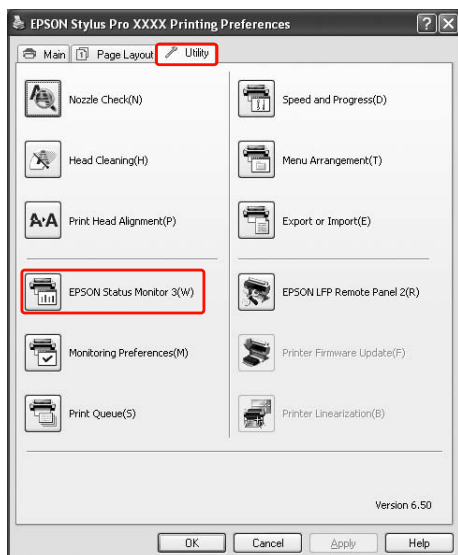 EPSON Stylus Pro XXXX Printing Preferences
Main Page Layout Utility
Nozzle Check(N)
Speed and Progress(D)
Head Cleaning(H)
Menu Arrangement(T)
A:A
Print Head Alignment(P)
Export or Import(E)
EPSON Status Monitor 3(W)
EPSON LFP Remote Panel 2(R)
Monitoring Preferences(M)
Printer Firmware Update(F)
Print Queue(S)
Printer Linearization(B)
Version 6.50
OK Cancel Apply Help